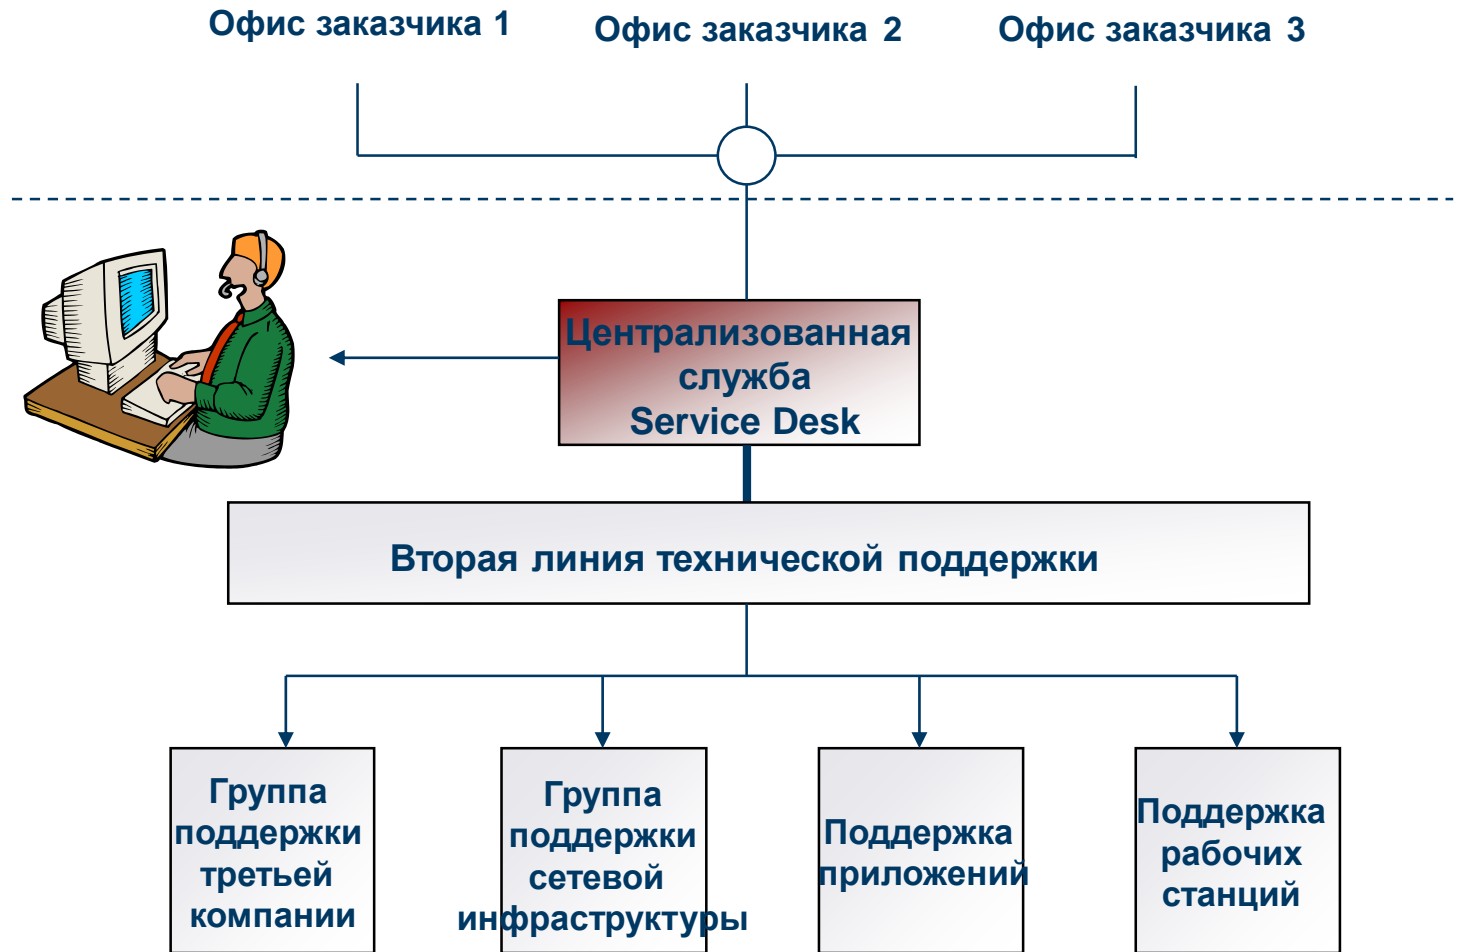 Офис заказчика 1
Офис заказчика 2
Офис заказчика 3
Централизованная
служба
Service Desk
Вторая линия технической поддержки
Группа
поддержки
третьей
компании
Группа
поддержки
сетевой
инфраструктуры
Поддержка
приложений
Поддержка
рабочих
станций